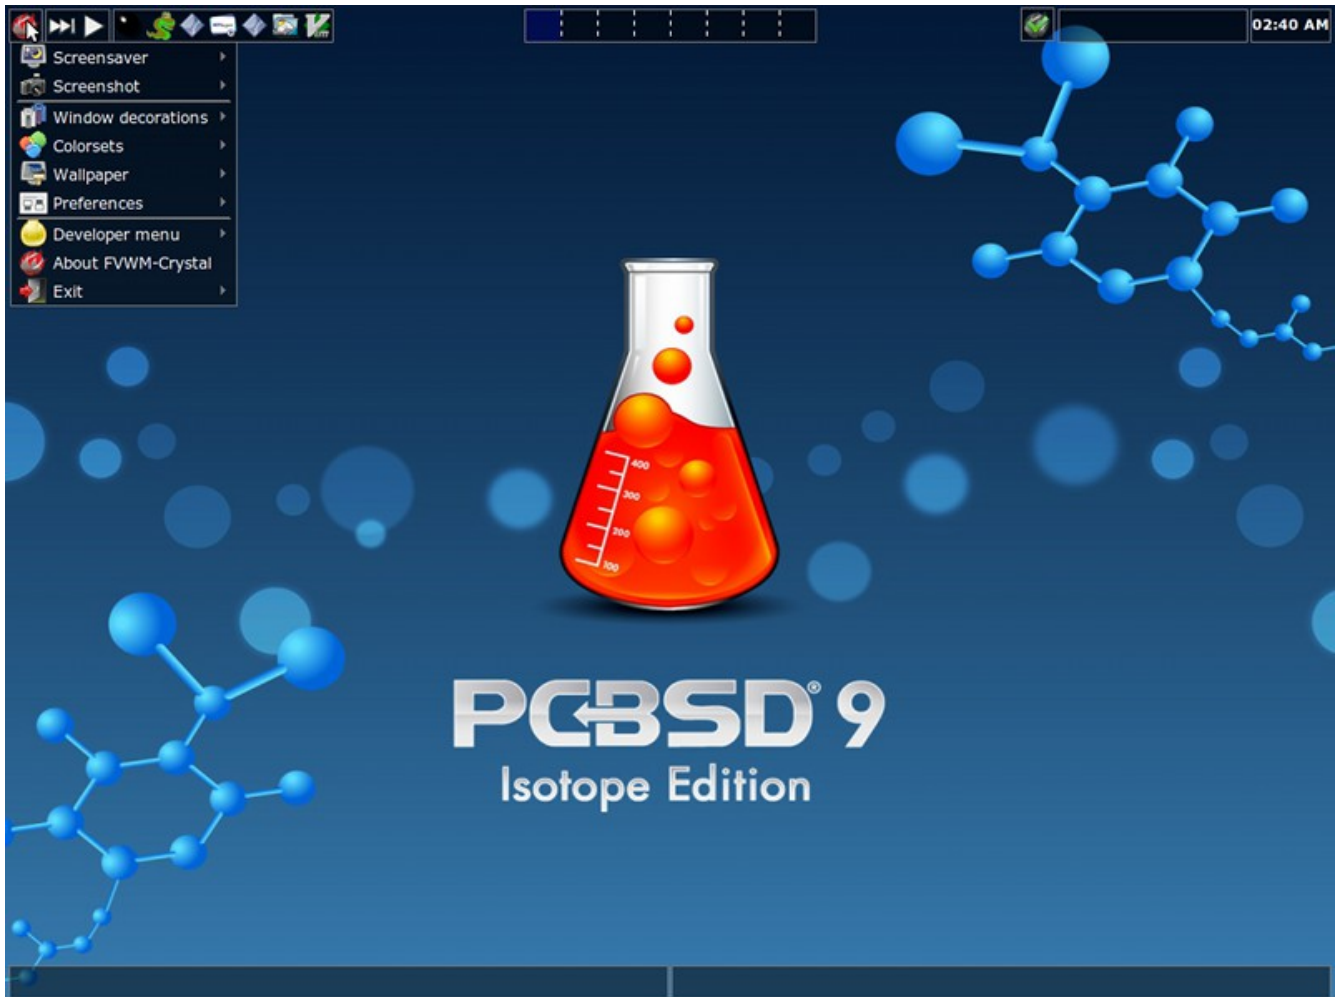 02:40 AM
Screensaver
Screenshot
Window decorations
Colorsets
Wallpaper
Preferences
Developer menu
About FVWM-Crystal
Exit
400
300
200
100
PCBSD® 9
Isotope Edition